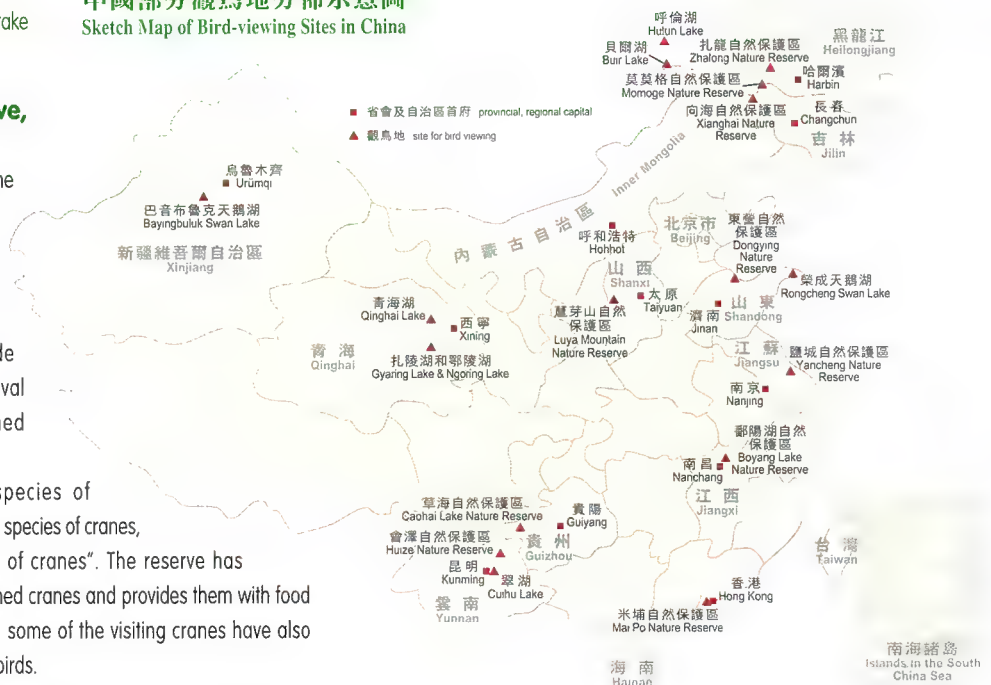 中國部分觀鳥地分佈示意圖
Sketch Map of Bird-viewing Sites in China
省會及自治區首府 provincial, regional capital
觀鳥地 site for bird viewing
呼倫湖
Hulun Lake
貝爾湖
Buir Lake
扎龍自然保護區
Zhalong Nature Reserve
黑龍江
Heilongjiang
哈爾濱
Harbin
莫莫格自然保護區
Momoge Nature Reserve
向海自然保護區
Xianghai Nature
Reserve
長春
Changchun
吉林
Jilin
烏魯木齊
Ürümqi
巴音布魯克天鵝湖
Bayingbuluk Swan Lake
新疆維吾爾自治區
Xinjiang
內蒙古自治區
Inner Mongolia
呼和浩特
Hohhot
北京市
Beijing
東營自然
保護區
Dongying
Nature
Reserve
榮成天鵝湖
Rongcheng Swan Lake
山西
Shanxi
太原
Taiyuan
蘆芽山自然
保護區
Luya Mountain
Nature Reserve
濟南
Jinan
山東
Shandong
青海湖
Qinghai Lake
西寧
Xining
青海
Qinghai
扎陵湖和鄂陵湖
Gyaring Lake & Ngoring Lake
江蘇
Jiangsu
鹽城自然保護區
Yancheng Nature
Reserve
南京
Nanjing
鄱陽湖自然
保護區
Boyang Lake
Nature Reserve
南昌
Nanchang
江西
Jiangxi
草海自然保護區
Caohai Lake Nature Reserve
貴陽
Guiyang
貴州
Guizhou
會澤自然保護區
Huize Nature Reserve
昆明
Kunming
翠湖
Cuihu Lake
雲南
Yunnan
台灣
Taiwan
香港
Hong Kong
米埔自然保護區
Mai Po Nature Reserve
海南
Hainan
南海諸島
Islands in the South
China Sea
ake
ve,
ne
de
val
ned
species of
species of cranes,
of cranes”. The reserve has
ned cranes and provides them with food
some of the visiting cranes have also
birds.